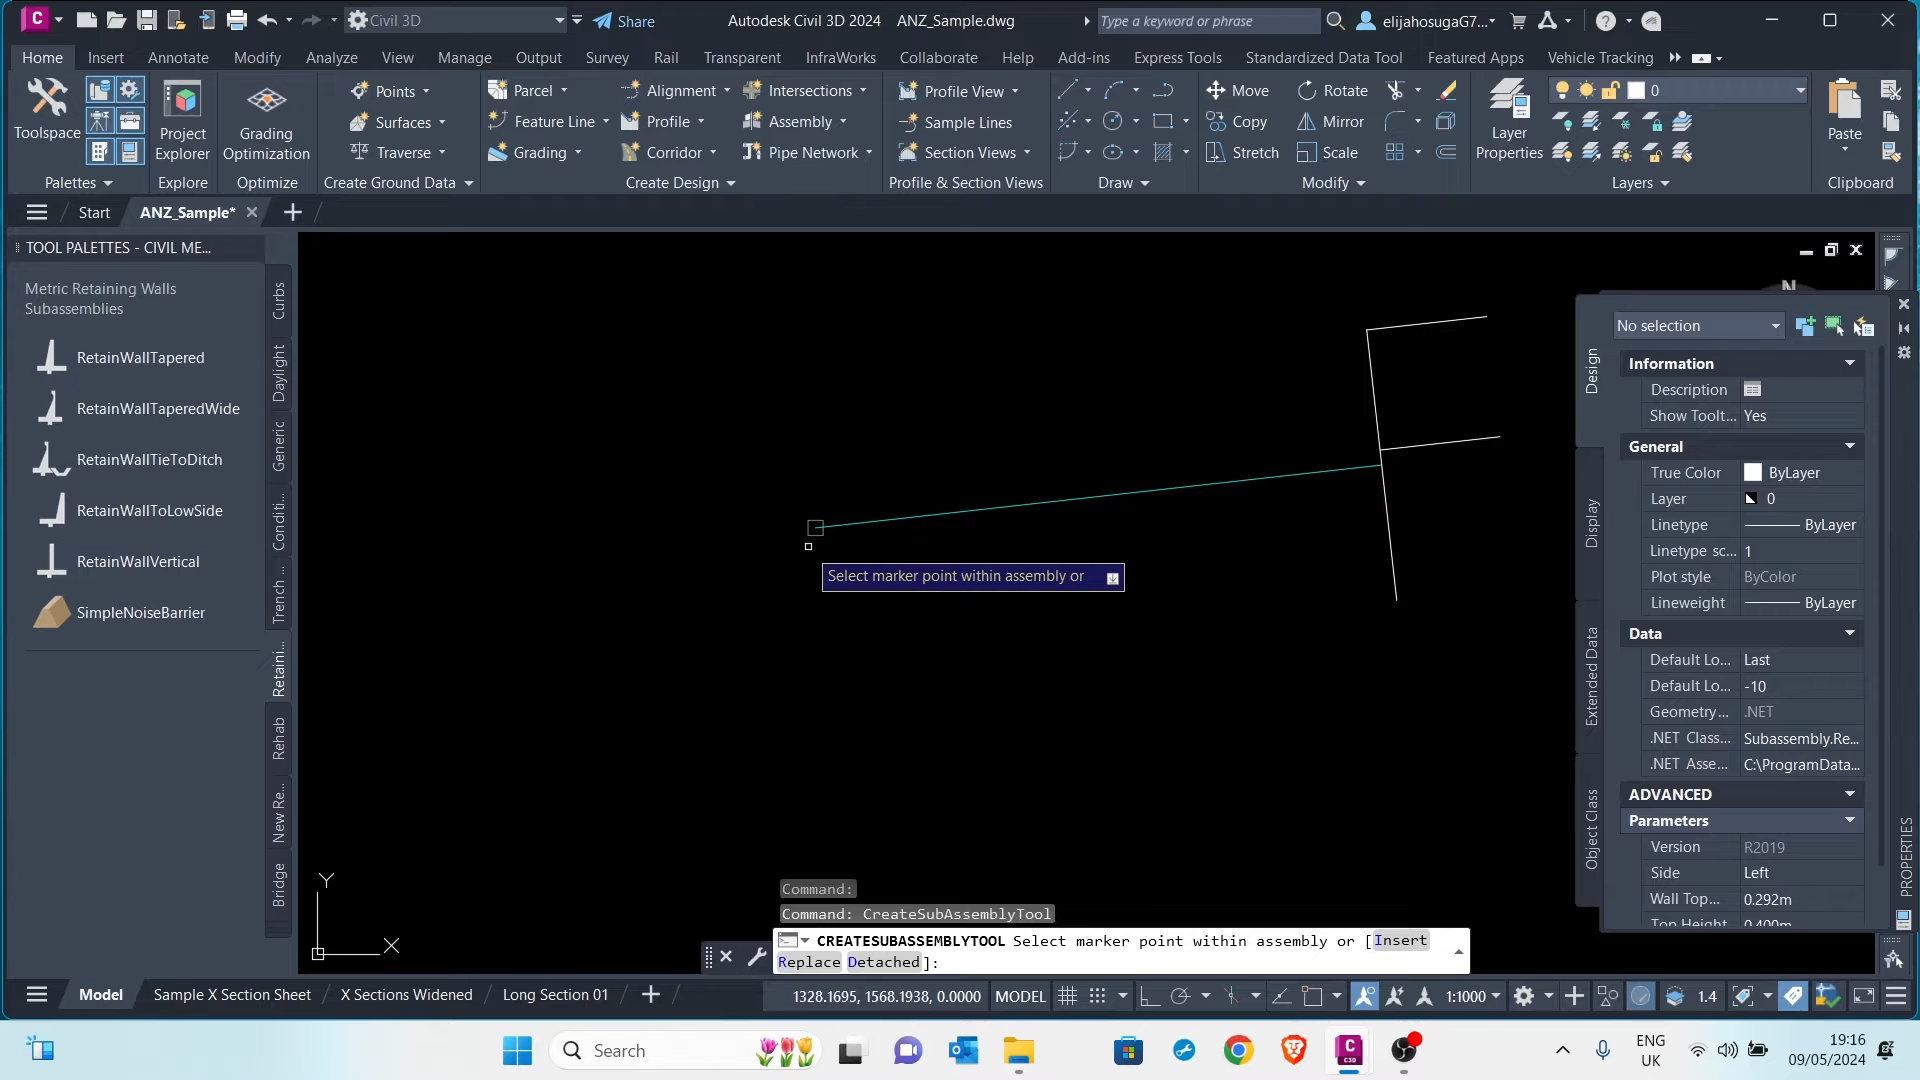 Civil 3D
Share
Autodesk Civil 3D 2024 ANZ_Sample.dwg
Type a keyword or phrase
elijahosugaG7...
Home Insert Annotate Modify Analyze View Manage Output Survey Rail Transparent InfraWorks Collaborate Help Add-ins Express Tools Standardized Data Tool Featured Apps Vehicle Tracking
Toolspace
Project Explorer
Grading Optimization
Points
Surfaces
Traverse
Parcel
Feature Line
Grading
Alignment
Profile
Corridor
Intersections
Assembly
Pipe Network
Profile View
Sample Lines
Section Views
Move
Copy
Stretch
Rotate
Mirror
Scale
Layer Properties
0
Paste
Palettes Explore Optimize Create Ground Data Create Design Profile & Section Views Draw Modify Layers Clipboard
Start ANZ_Sample*
TOOL PALETTES - CIVIL ME...
Metric Retaining Walls
Subassemblies
RetainWallTapered
RetainWallTaperedWide
RetainWallTieToDitch
RetainWallToLowSide
RetainWallVertical
SimpleNoiseBarrier
Curbs
Daylight
Generic
Conditi...
Trench ...
Retaini...
Rehab
New Re...
Bridge
N
Select marker point within assembly or
Y
X
Design
Display
Extended Data
Object Class
No selection
Information
Description
Show Toolt... Yes
General
True Color ByLayer
Layer 0
Linetype ByLayer
Linetype sc... 1
Plot style ByColor
Lineweight ByLayer
Data
Default Lo... Last
Default Lo... -10
Geometry... .NET
.NET Class... Subassembly.Re...
.NET Asse... C:\ProgramData...
ADVANCED
Parameters
Version R2019
Side Left
Wall Top... 0.292m
Top Height 0.400m
PROPERTIES
Command:
Command: CreateSubAssemblyTool
CREATESUBASSEMBLYTOOL Select marker point within assembly or [Insert
Replace Detached]:
Model Sample X Section Sheet X Sections Widened Long Section 01
1328.1695, 1568.1938, 0.0000 MODEL
1:1000
1.4
Search
C3D
ENG
UK
19:16
09/05/2024